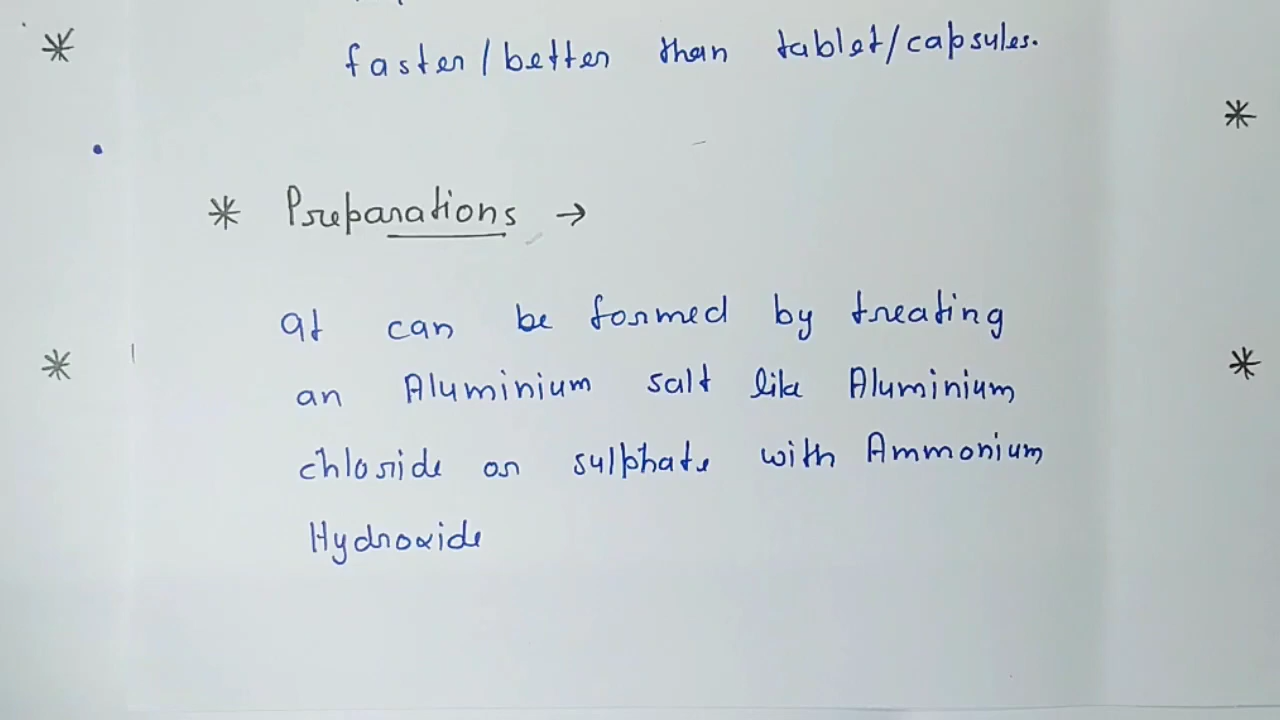 faster/better than tablet/capsules.
* Preparations →
It can be formed by treating
an Aluminium salt like Aluminium
chloride or sulphate with Ammonium
Hydroxide